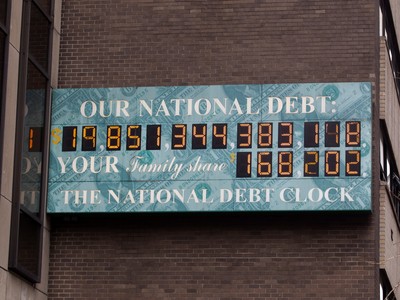 OUR NATIONAL DEBT:
$19,851,344,383,148
YOUR Family share $168,202
THE NATIONAL DEBT CLOCK